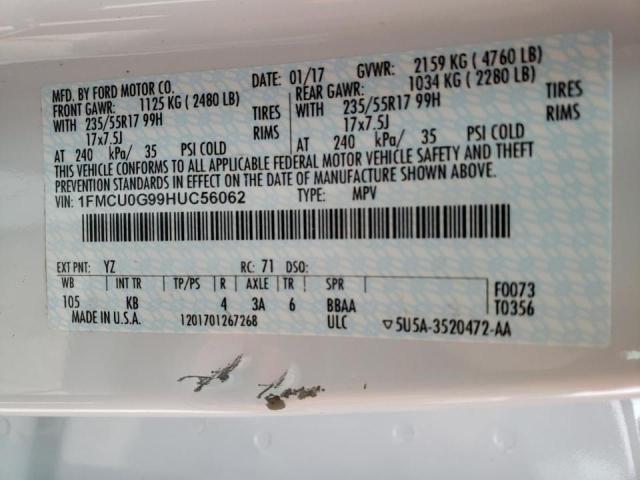 MFD. BY FORD MOTOR CO. DATE: 01/17 GVWR: 2159 KG ( 4760 LB)
FRONT GAWR: 1125 KG ( 2480 LB) REAR GAWR: 1034 KG ( 2280 LB)
WITH 235/55R17 99H TIRES WITH 235/55R17 99H TIRES
17x7.5J RIMS 17x7.5J RIMS
AT 240 kPa/ 35 PSI COLD AT 240 kPa/ 35 PSI COLD
THIS VEHICLE CONFORMS TO ALL APPLICABLE FEDERAL MOTOR VEHICLE SAFETY AND THEFT
PREVENTION STANDARDS IN EFFECT ON THE DATE OF MANUFACTURE SHOWN ABOVE.
VIN: 1FMCU0G99HUC56062 TYPE: MPV
EXT PNT: YZ RC: 71 DSO:
WB INT TR TP/PS R AXLE TR SPR F0073
105 KB 4 3A 6 BBAA T0356
MADE IN U.S.A. 1201701267268 ULC ▽5U5A-3520472-AA